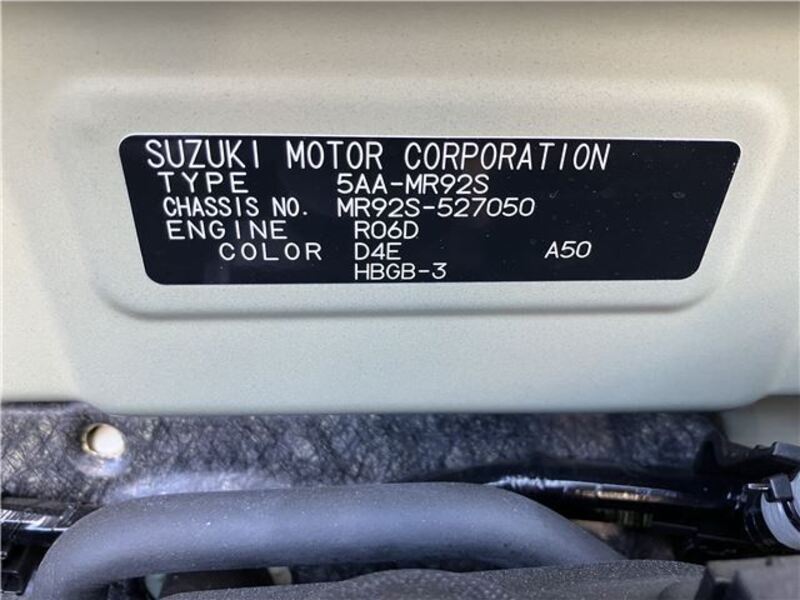 SUZUKI MOTOR CORPORATION
TYPE 5AA-MR92S
CHASSIS NO. MR92S-527050
ENGINE R06D
COLOR D4E A50
HBGB-3